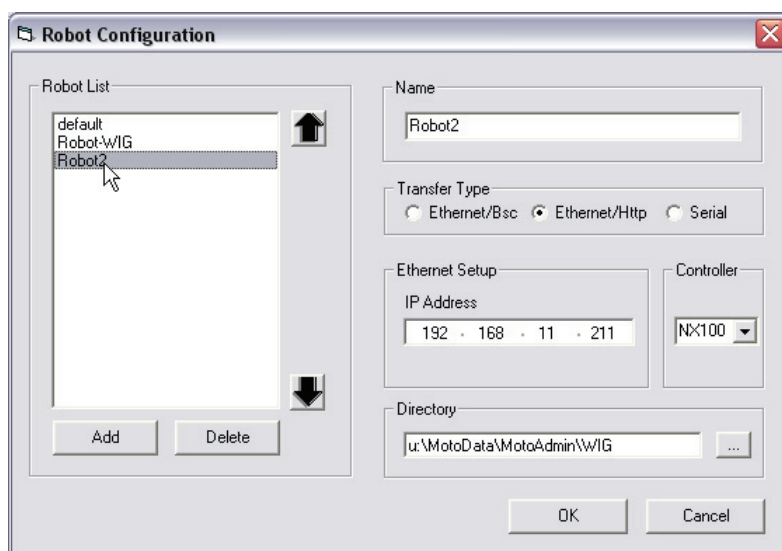 Robot Configuration
Robot List
default
Robot-WIG
Robot2
Add
Delete
Name
Robot2
Transfer Type
Ethernet/Bsc
Ethernet/Http
Serial
Ethernet Setup
IP Address
192 . 168 . 11 . 211
Controller
NX100
Directory
u:\MotoData\MotoAdmin\WIG
...
OK
Cancel